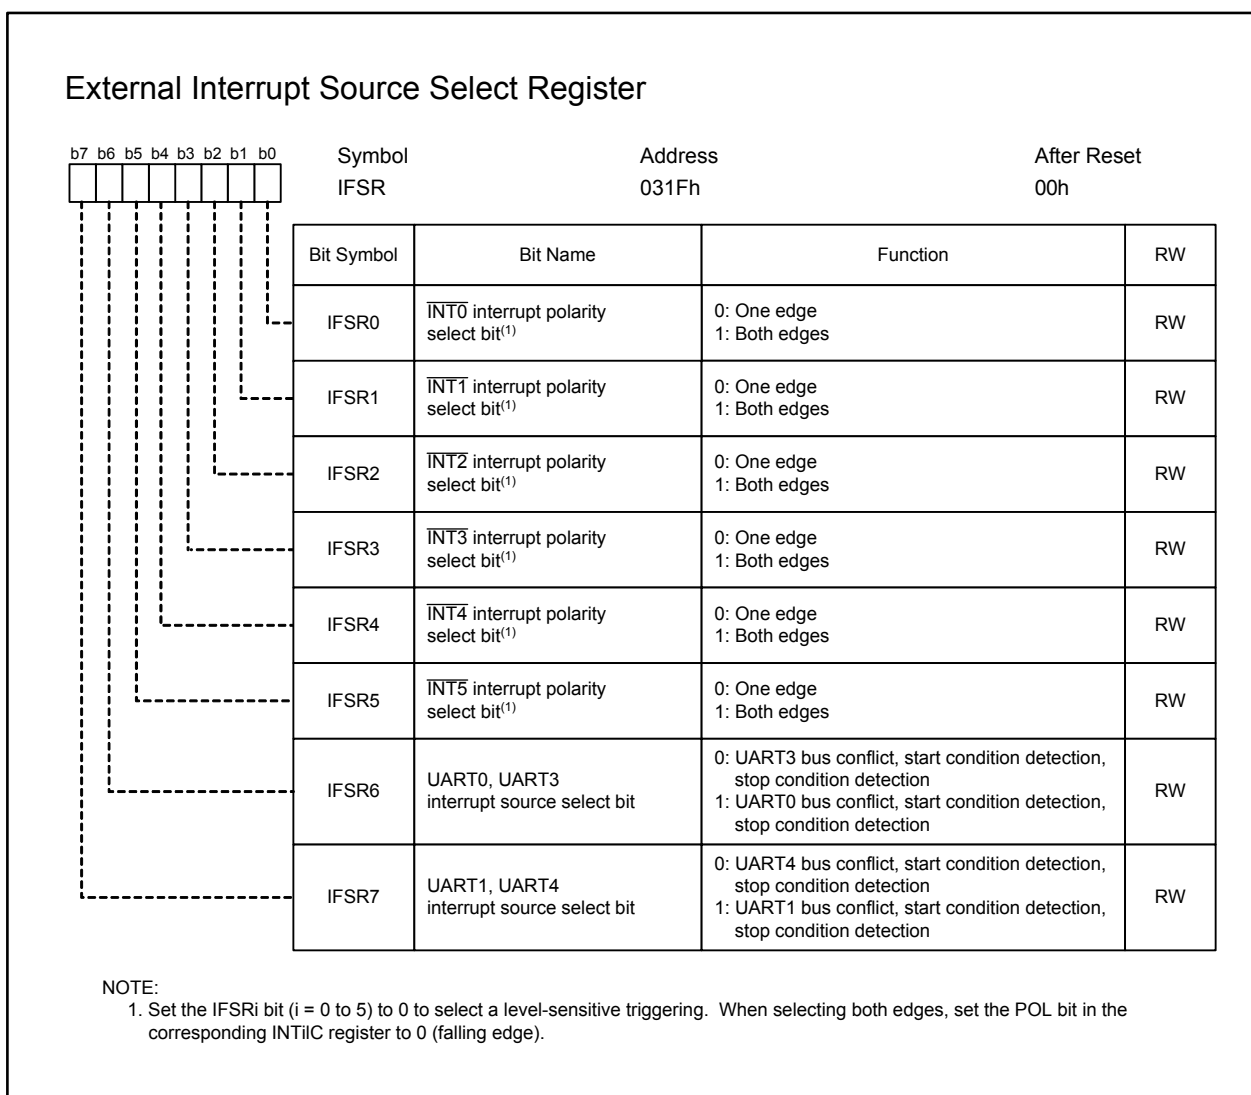 External Interrupt Source Select Register
b7 b6 b5 b4 b3 b2 b1 b0
Symbol Address After Reset
IFSR 031Fh 00h
Bit Symbol Bit Name Function RW
IFSR0
INT0 interrupt polarity
select bit(1)
0: One edge
1: Both edges
RW
IFSR1
INT1 interrupt polarity
select bit(1)
0: One edge
1: Both edges
RW
IFSR2
INT2 interrupt polarity
select bit(1)
0: One edge
1: Both edges
RW
IFSR3
INT3 interrupt polarity
select bit(1)
0: One edge
1: Both edges
RW
IFSR4
INT4 interrupt polarity
select bit(1)
0: One edge
1: Both edges
RW
IFSR5
INT5 interrupt polarity
select bit(1)
0: One edge
1: Both edges
RW
IFSR6
UART0, UART3
interrupt source select bit
0: UART3 bus conflict, start condition detection,
stop condition detection
1: UART0 bus conflict, start condition detection,
stop condition detection
RW
IFSR7
UART1, UART4
interrupt source select bit
0: UART4 bus conflict, start condition detection,
stop condition detection
1: UART1 bus conflict, start condition detection,
stop condition detection
RW
NOTE:
1. Set the IFSRi bit (i = 0 to 5) to 0 to select a level-sensitive triggering. When selecting both edges, set the POL bit in the
corresponding INTiIC register to 0 (falling edge).